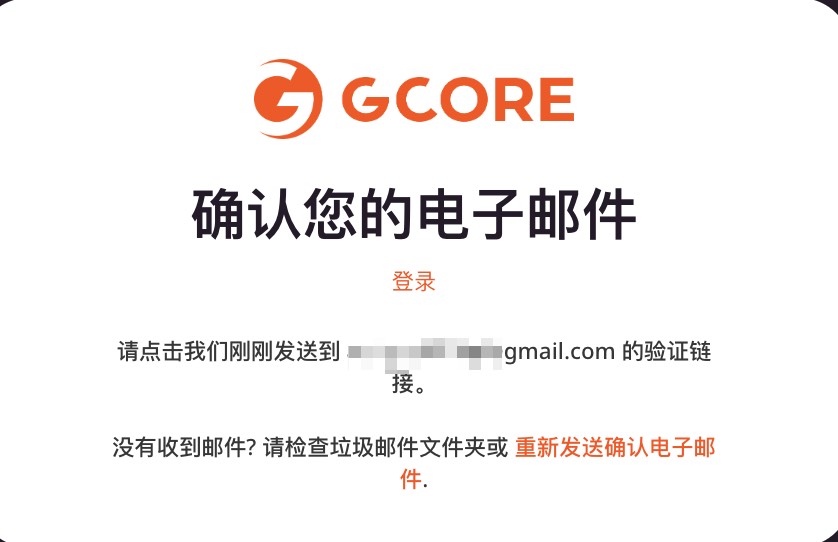 GCORE
确认您的电子邮件
登录
请点击我们刚刚发送到 gmail.com 的验证链
接。
没有收到邮件? 请检查垃圾邮件文件夹或 重新发送确认电子邮
件.